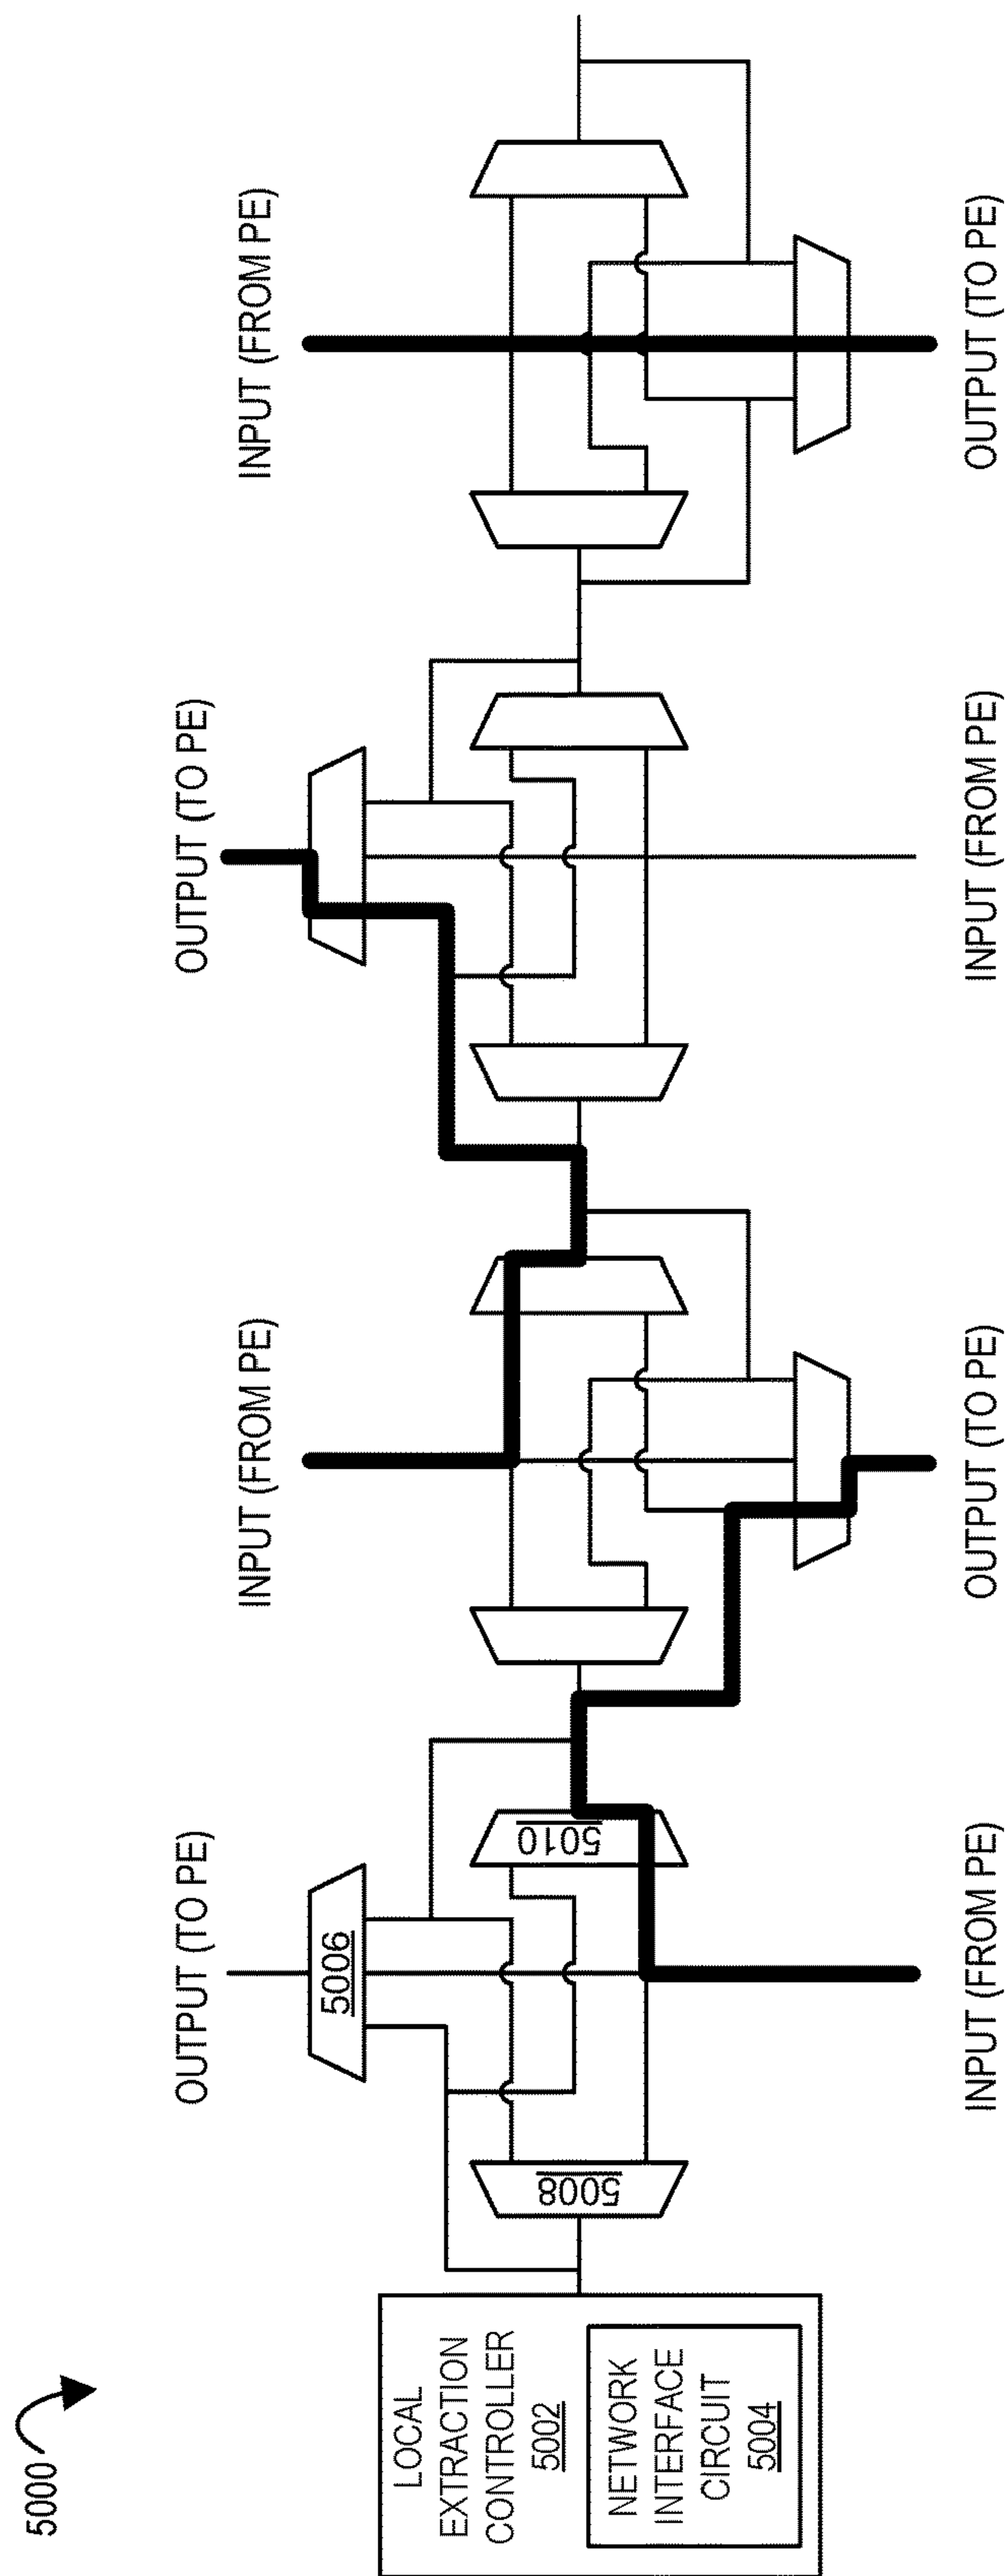 5000
LOCAL
EXTRACTION
CONTROLLER
5002
NETWORK
INTERFACE
CIRCUIT
5004
OUTPUT (TO PE)
5006
5008
5010
INPUT (FROM PE)
INPUT (FROM PE)
OUTPUT (TO PE)
OUTPUT (TO PE)
INPUT (FROM PE)
INPUT (FROM PE)
OUTPUT (TO PE)